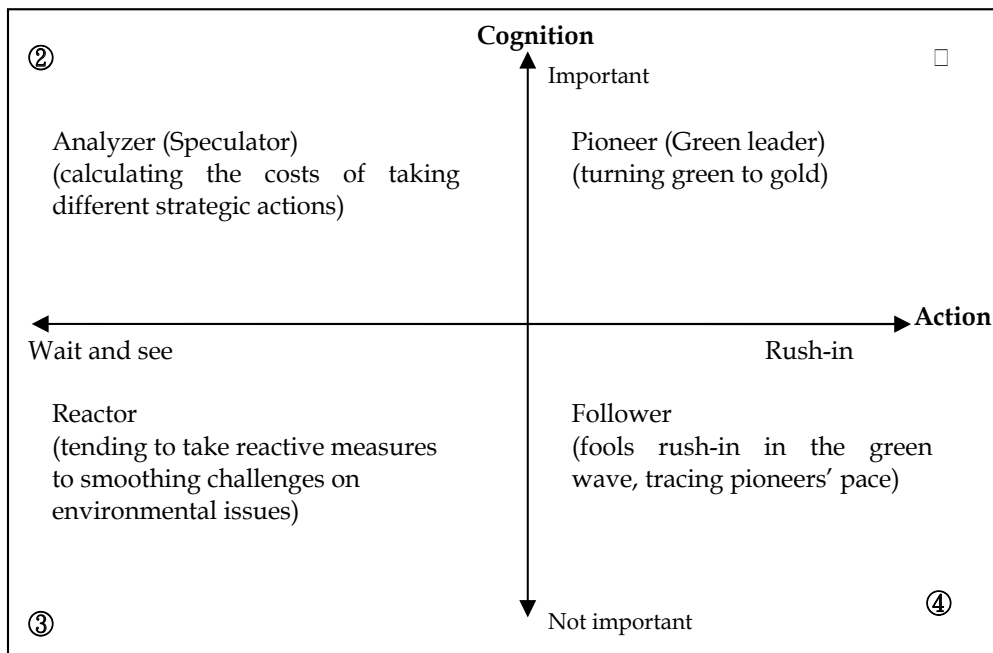 Cognition
②
Important
□
Analyzer (Speculator)
(calculating the costs of taking
different strategic actions)
Pioneer (Green leader)
(turning green to gold)
Action
Wait and see
Rush-in
Reactor
(tending to take reactive measures
to smoothing challenges on
environmental issues)
Follower
(fools rush-in in the green
wave, tracing pioneers’ pace)
③
Not important
④